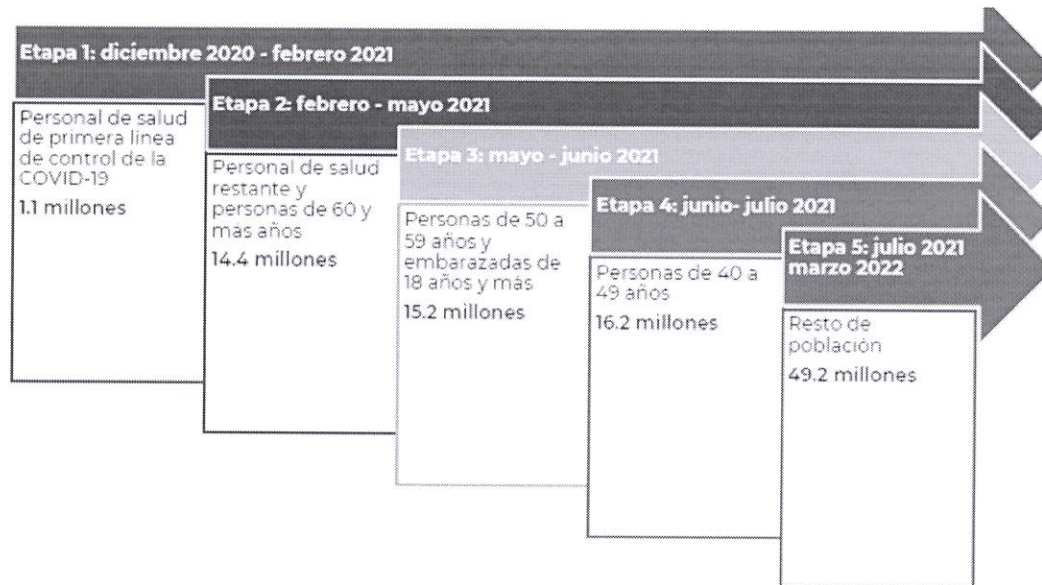 Etapa 1: diciembre 2020 - febrero 2021
Personal de salud
de primera linea
de control de la
COVID-19
1.1 millones
Etapa 2: febrero - mayo 2021
Personal de salud
restante y
personas de 60 y
más años
14.4 millones
Etapa 3: mayo - junio 2021
Personas de 50 a
59 años y
embarazadas de
18 años y más
15.2 millones
Etapa 4: junio- julio 2021
Personas de 40 a
49 años
16.2 millones
Etapa 5: julio 2021
marzo 2022
Resto de
población
49.2 millones